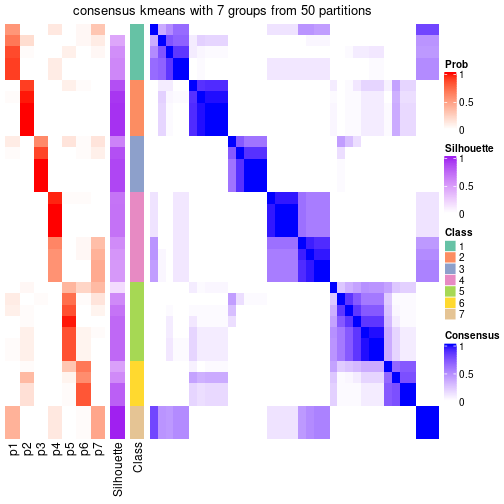 consensus kmeans with 7 groups from 50 partitions
Prob
1
0.5
0
Silhouette
1
0.5
0
Class
1
2
3
4
5
6
7
Consensus
1
0.5
0
p1
p2
p3
p4
p5
p6
p7
Silhouette
Class